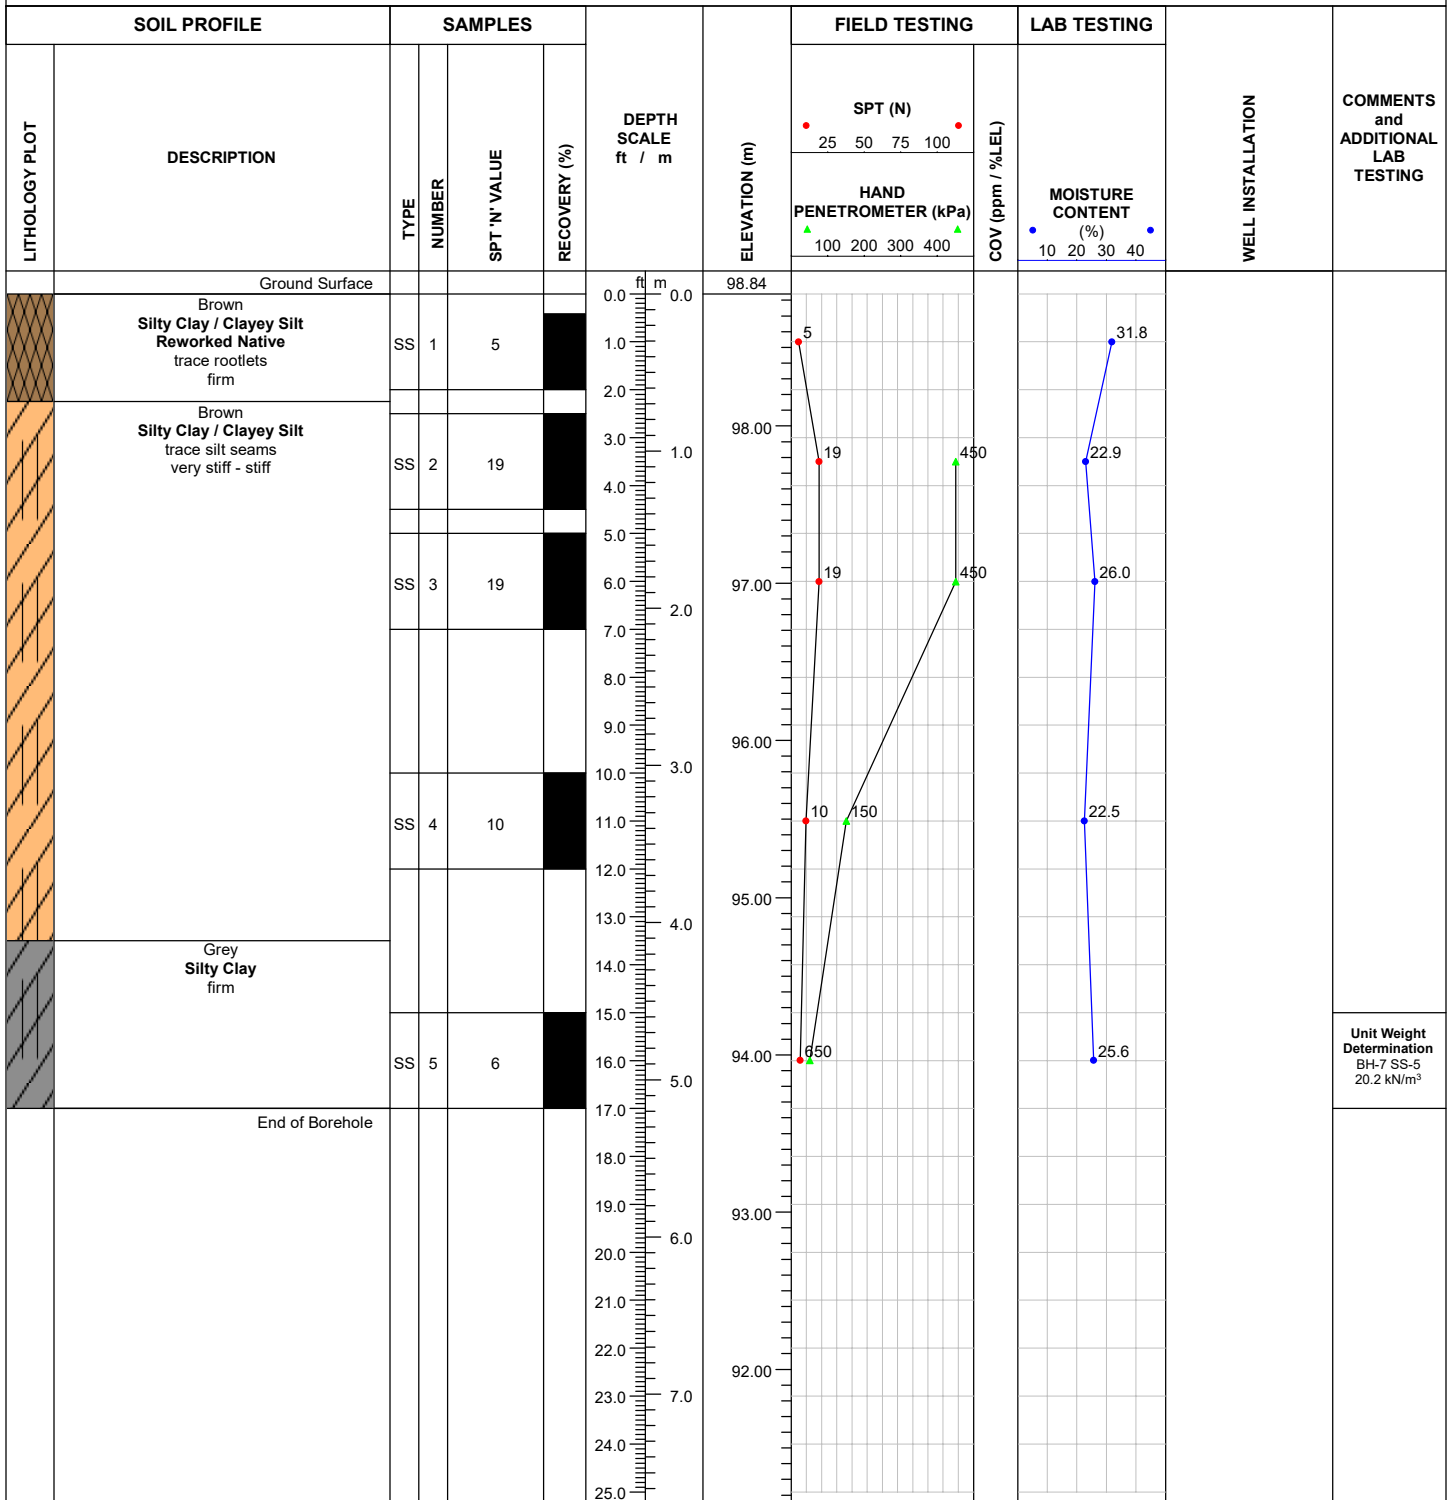 SOIL PROFILE
SAMPLES
FIELD TESTING
LAB TESTING
LITHOLOGY PLOT
DESCRIPTION
TYPE
NUMBER
SPT 'N' VALUE
RECOVERY (%)
DEPTH
SCALE
ft / m
ELEVATION (m)
SPT (N)
25 50 75 100
HAND
PENETROMETER (kPa)
100 200 300 400
COV (ppm / %LEL)
MOISTURE
CONTENT
(%)
10 20 30 40
WELL INSTALLATION
COMMENTS
and
ADDITIONAL
LAB
TESTING
Ground Surface
ft m
98.84
0.0 0.0
Brown
Silty Clay / Clayey Silt
Reworked Native
trace rootlets
firm
SS 1 5
1.0
5
31.8
2.0
Brown
Silty Clay / Clayey Silt
trace silt seams
very stiff - stiff
98.00
3.0
1.0
SS 2 19
19
450
22.9
4.0
5.0
SS 3 19
6.0
97.00
19
450
26.0
2.0
7.0
8.0
9.0
96.00
3.0
10.0
SS 4 10
11.0
10
150
22.5
12.0
95.00
13.0
4.0
Grey
Silty Clay
firm
14.0
15.0
SS 5 6
16.0
94.00
6
50
25.6
5.0
Unit Weight
Determination
BH-7 SS-5
20.2 kN/m³
17.0
End of Borehole
18.0
19.0
93.00
6.0
20.0
21.0
22.0
92.00
23.0
7.0
24.0
25.0